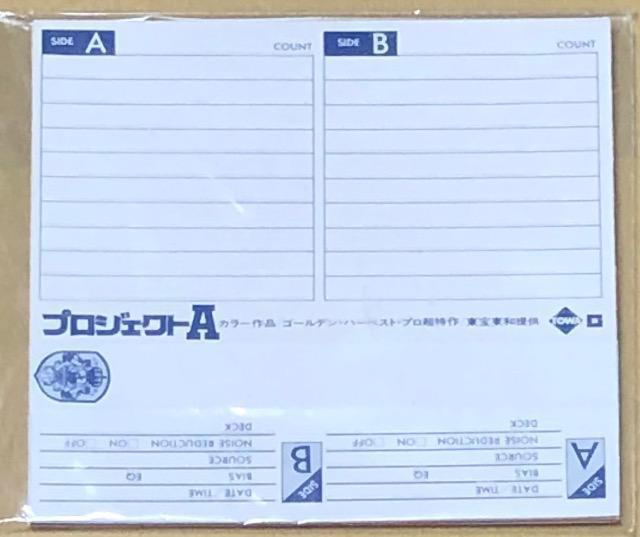 SIDE A COUNT
SIDE B COUNT
プロジェクトA カラー作品 ゴールデン・ハーベスト・プロ超特作 東宝東和提供 TOWA
SIDE A
DATE/TIME
BIAS EQ
SOURCE
NOISE REDUCTION □ON □OFF
DECK
SIDE B
DATE/TIME
BIAS EQ
SOURCE
NOISE REDUCTION □ON □OFF
DECK